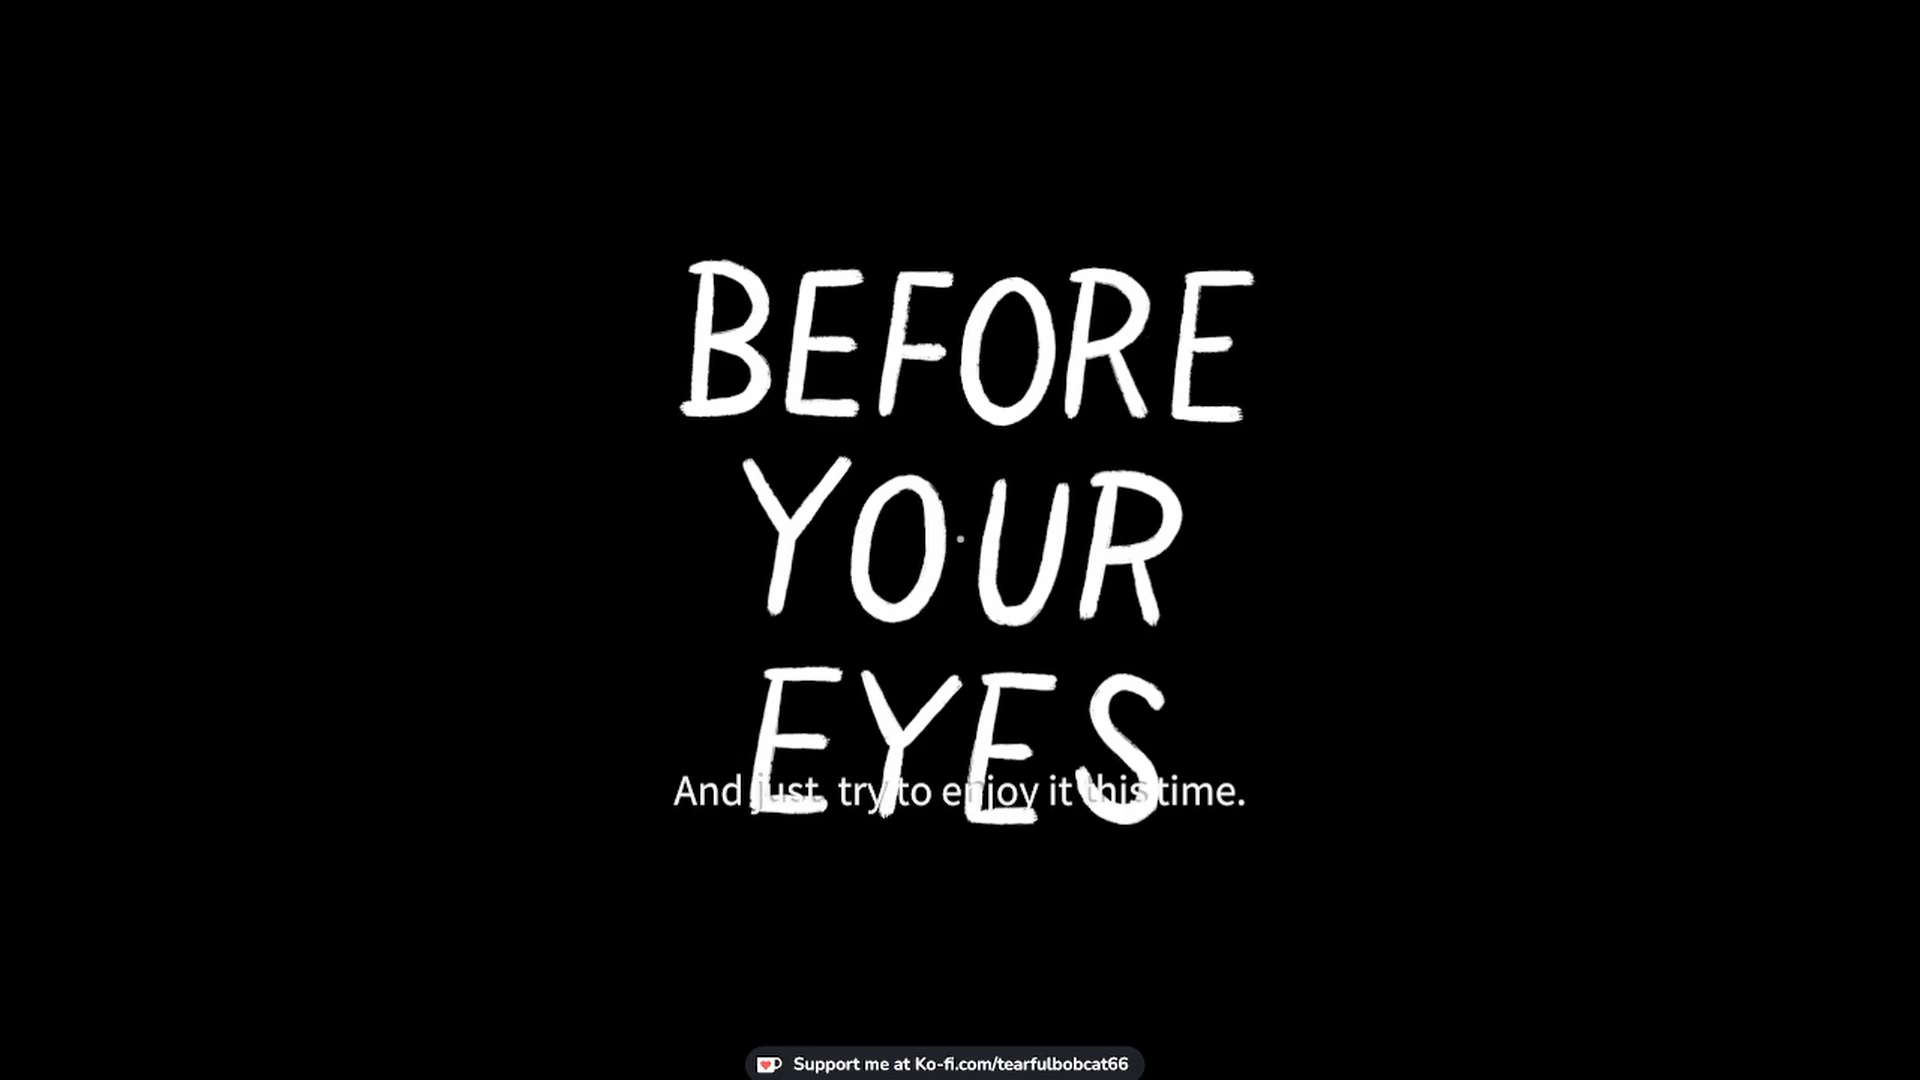 BEFORE
YOUR
EYES
And just try to enjoy it this time.
Support me at Ko-fi.com/tearfulbobcat66